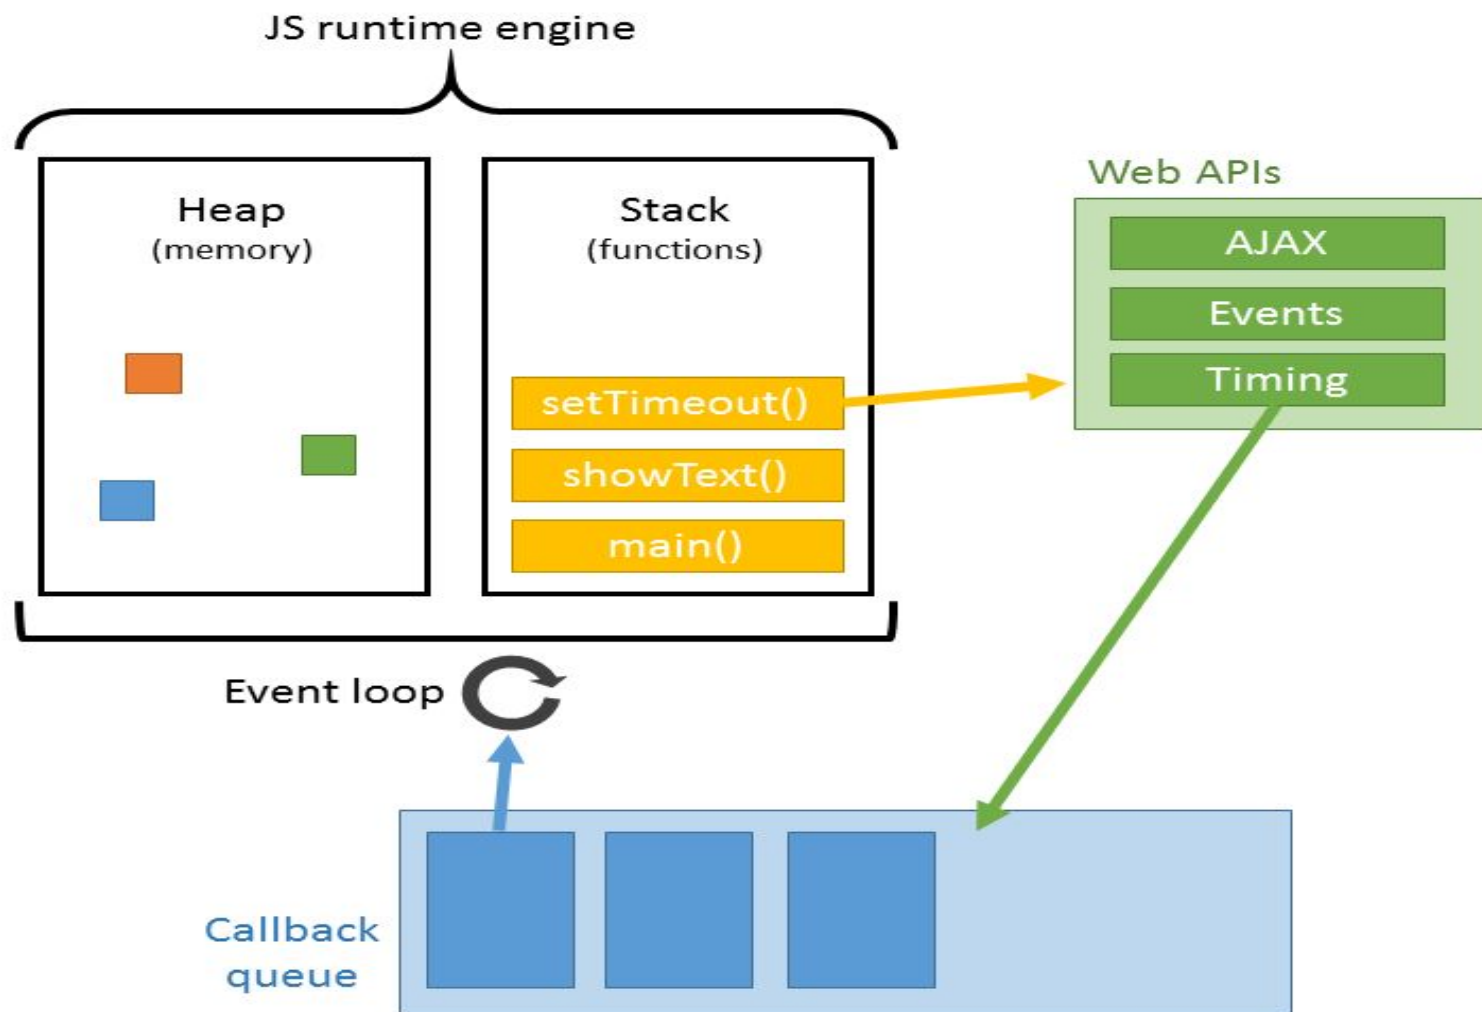 JS runtime engine
Heap
(memory)
Stack
(functions)
setTimeout()
showText()
main()
Web APIs
AJAX
Events
Timing
Event loop
Callback
queue